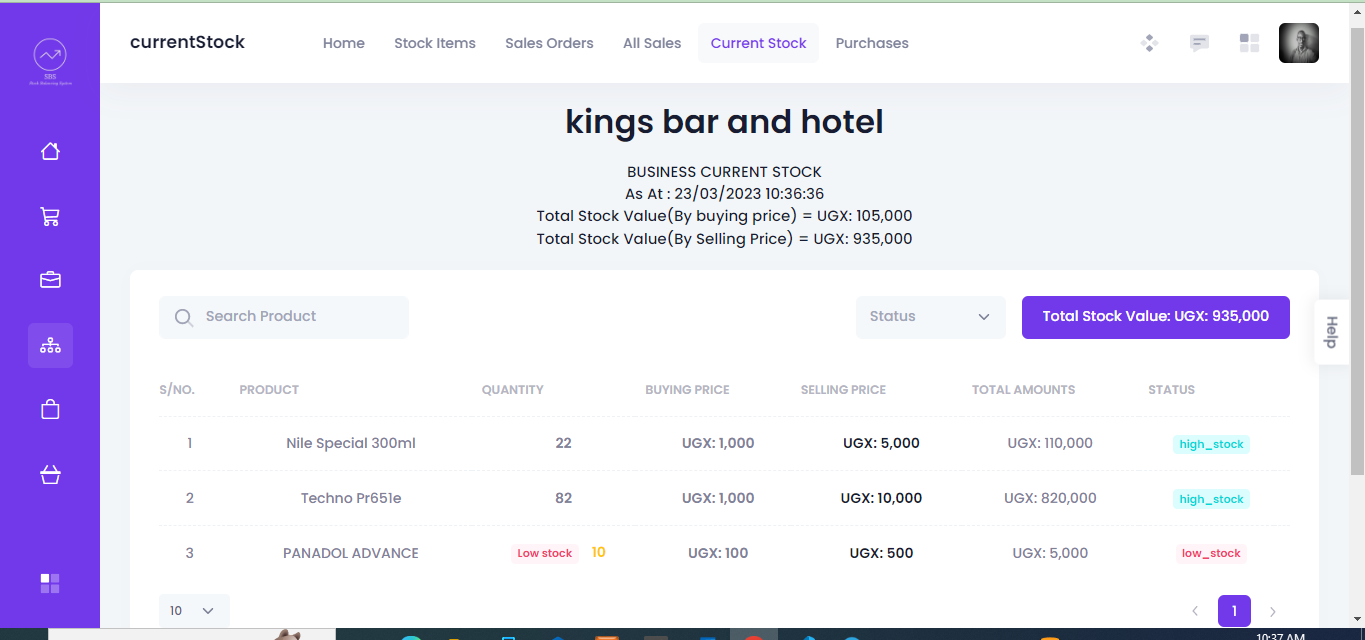 currentStock Home Stock Items Sales Orders All Sales Current Stock Purchases
SBS
kings bar and hotel
BUSINESS CURRENT STOCK
As At : 23/03/2023 10:36:36
Total Stock Value(By buying price) = UGX: 105,000
Total Stock Value(By Selling Price) = UGX: 935,000
Search Product Status Total Stock Value: UGX: 935,000
Help
S/NO. PRODUCT QUANTITY BUYING PRICE SELLING PRICE TOTAL AMOUNTS STATUS
1 Nile Special 300ml 22 UGX: 1,000 UGX: 5,000 UGX: 110,000 high_stock
2 Techno Pr651e 82 UGX: 1,000 UGX: 10,000 UGX: 820,000 high_stock
3 PANADOL ADVANCE Low stock 10 UGX: 100 UGX: 500 UGX: 5,000 low_stock
10 1
10:37 AM